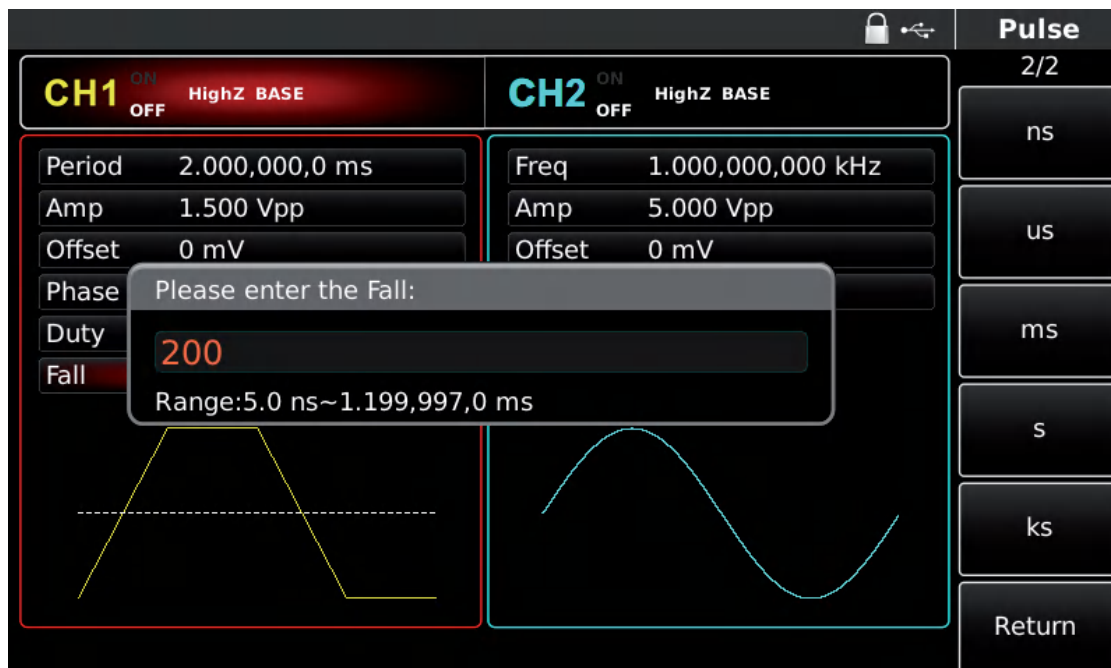 Pulse
2/2
CH1 ON OFF HighZ BASE
CH2 ON OFF HighZ BASE
Period 2.000,000,0 ms
Amp 1.500 Vpp
Offset 0 mV
Phase
Duty
Fall
Freq 1.000,000,000 kHz
Amp 5.000 Vpp
Offset 0 mV
Please enter the Fall:
200
Range:5.0 ns~1.199,997,0 ms
ns
us
ms
s
ks
Return